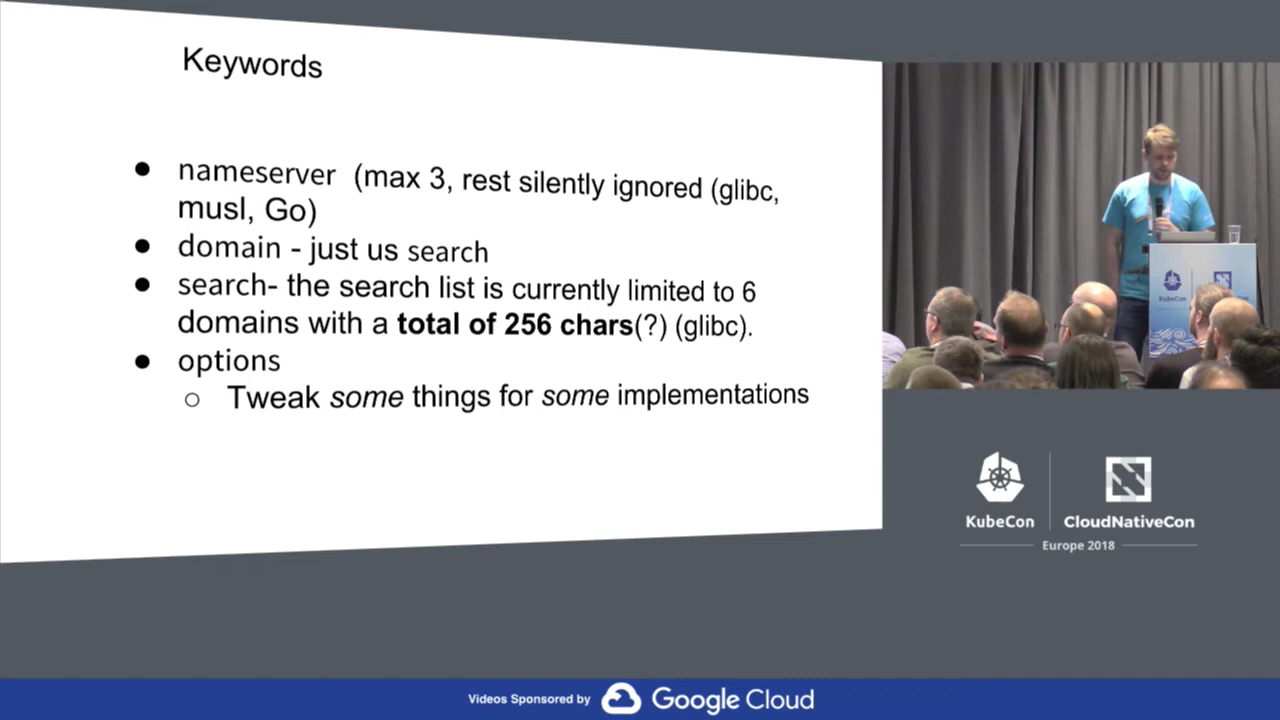 Keywords
● nameserver (max 3, rest silently ignored (glibc,
musl, Go)
● domain - just us search
● search- the search list is currently limited to 6
domains with a total of 256 chars(?) (glibc).
● options
○ Tweak some things for some implementations
KubeCon
KubeCon
CloudNativeCon
Europe 2018
Videos Sponsored by Google Cloud